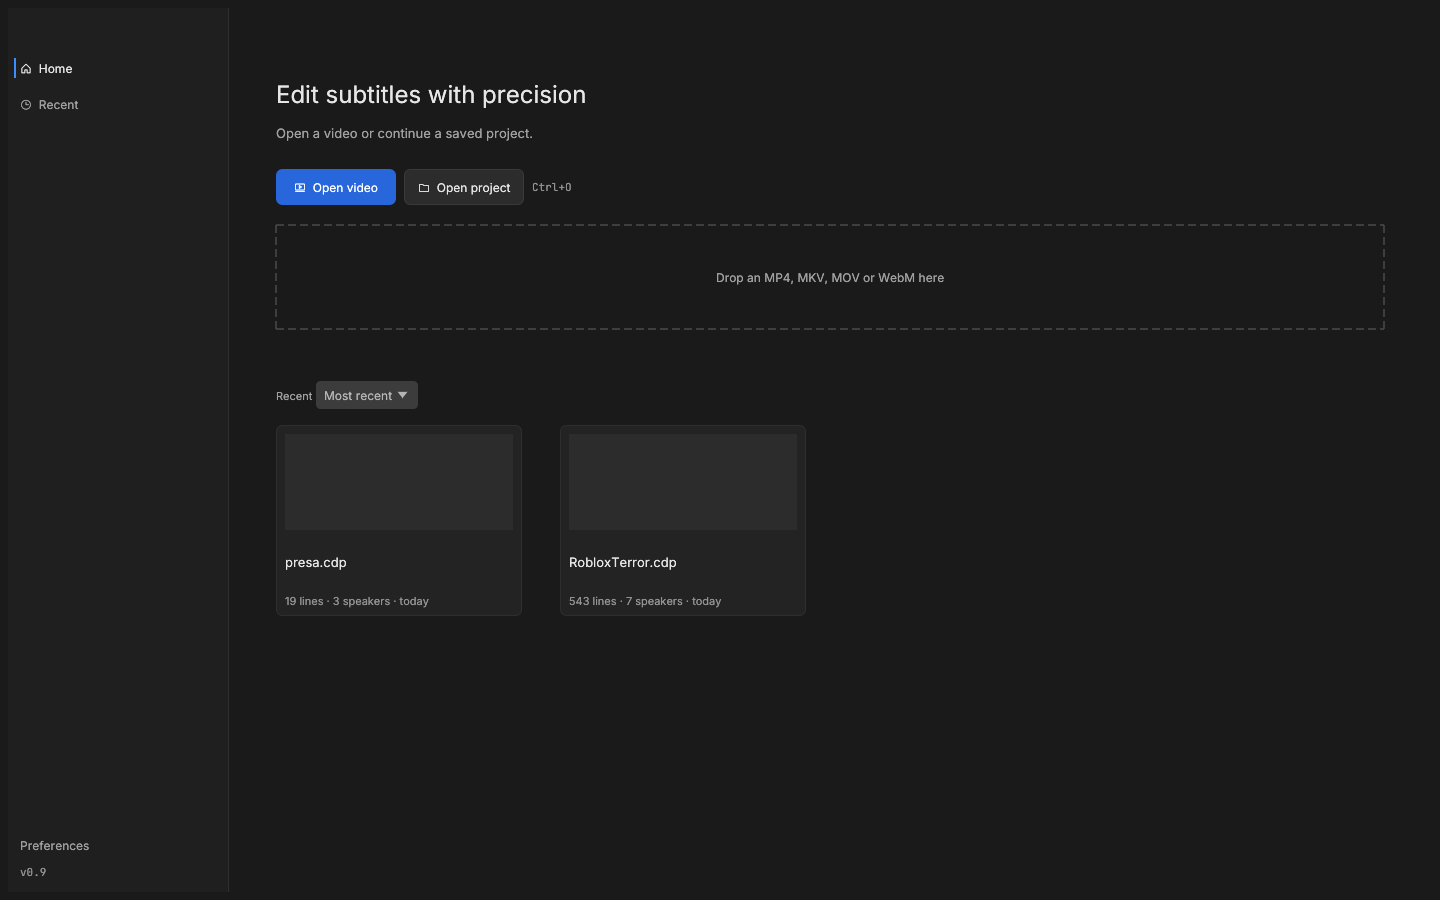 Home
Recent
Edit subtitles with precision
Open a video or continue a saved project.
Open video
Open project
Ctrl+O
Drop an MP4, MKV, MOV or WebM here
Recent
Most recent ▼
presa.cdp
19 lines · 3 speakers · today
RobloxTerror.cdp
543 lines · 7 speakers · today
Preferences
v0.9